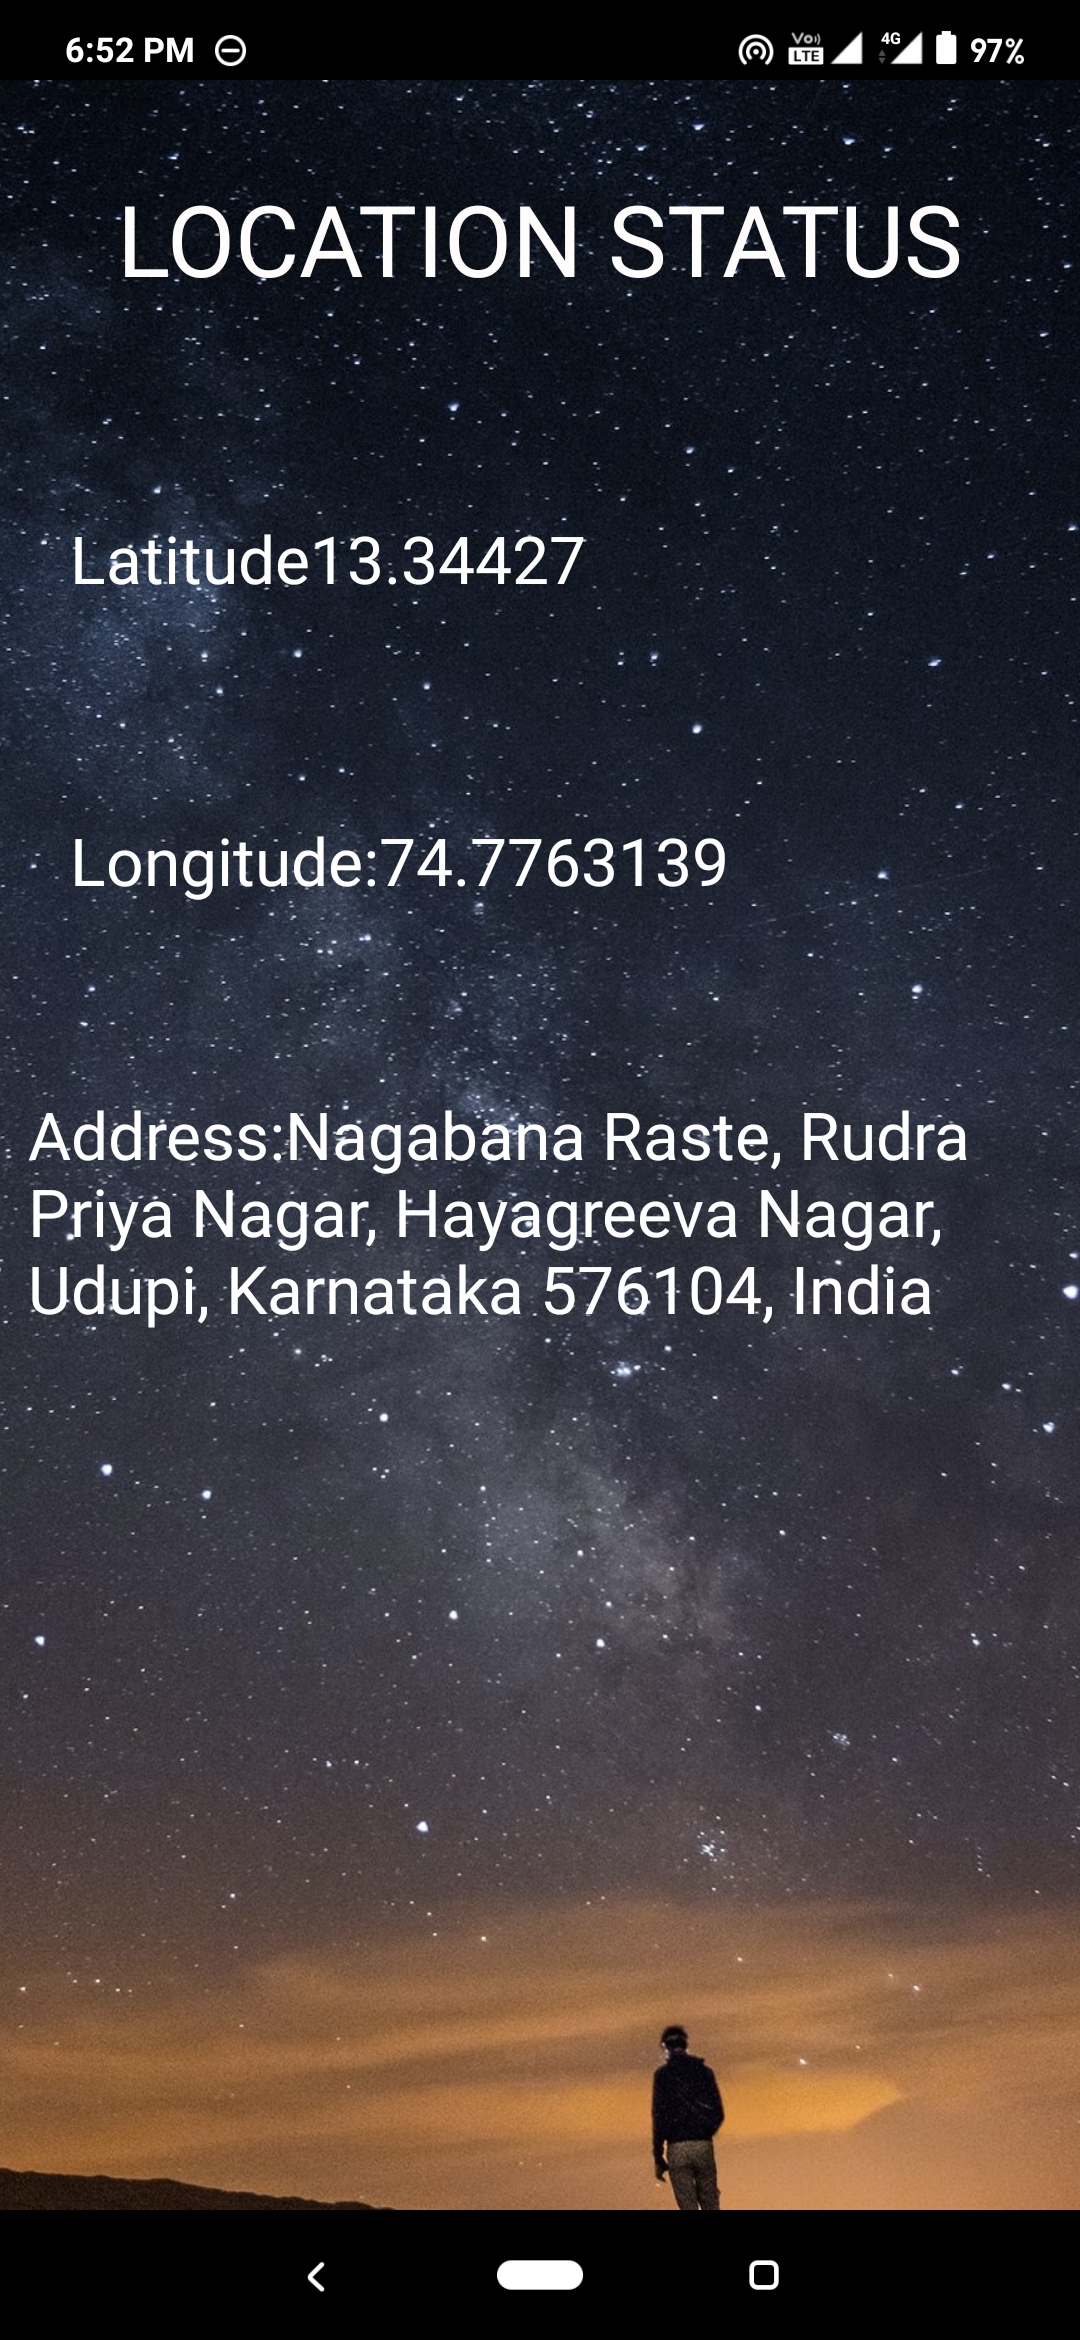 6:52 PM
Vo)) LTE 4G 97%
LOCATION STATUS
Latitude13.34427
Longitude:74.7763139
Address:Nagabana Raste, Rudra
Priya Nagar, Hayagreeva Nagar,
Udupi, Karnataka 576104, India